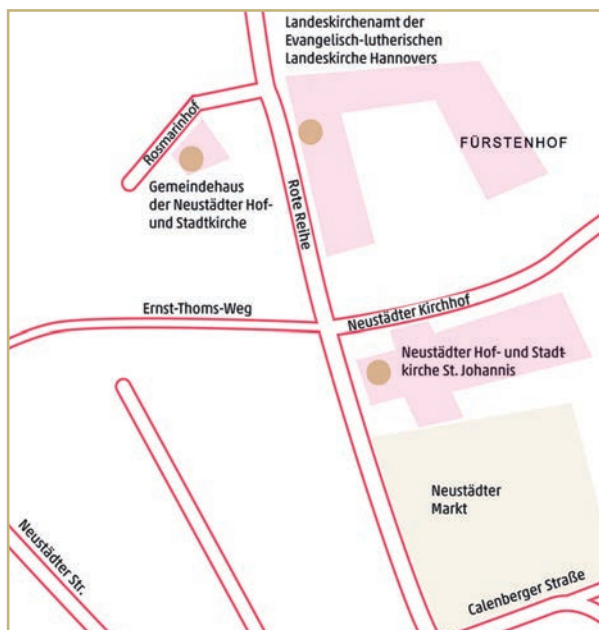 Landeskirchenamt der
Evangelisch-lutherischen
Landeskirche Hannovers
Rosmarinhof
FÜRSTENHOF
Gemeindehaus
der Neustädter Hof-
und Stadtkirche
Rote Reihe
Ernst-Thoms-Weg
Neustädter Kirchhof
Neustädter Hof- und Stadt-
kirche St. Johannis
Neustädter
Markt
Neustädter Str.
Calenberger Straße